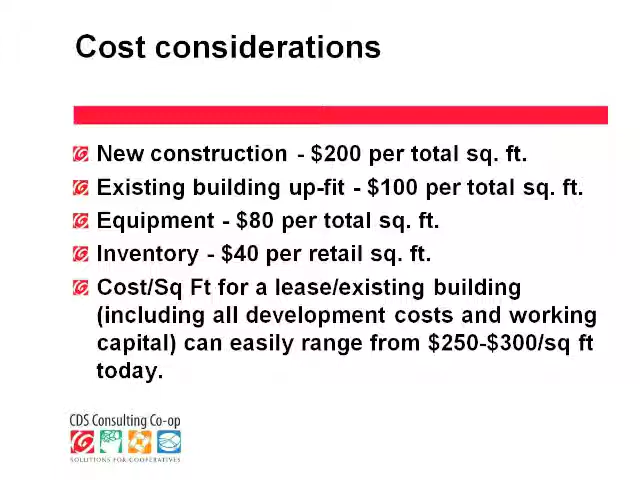 Cost considerations
New construction - $200 per total sq. ft.
Existing building up-fit - $100 per total sq. ft.
Equipment - $80 per total sq. ft.
Inventory - $40 per retail sq. ft.
Cost/Sq Ft for a lease/existing building
(including all development costs and working
capital) can easily range from $250-$300/sq ft
today.
CDS Consulting Co-op
SOLUTIONS FOR COOPERATIVES